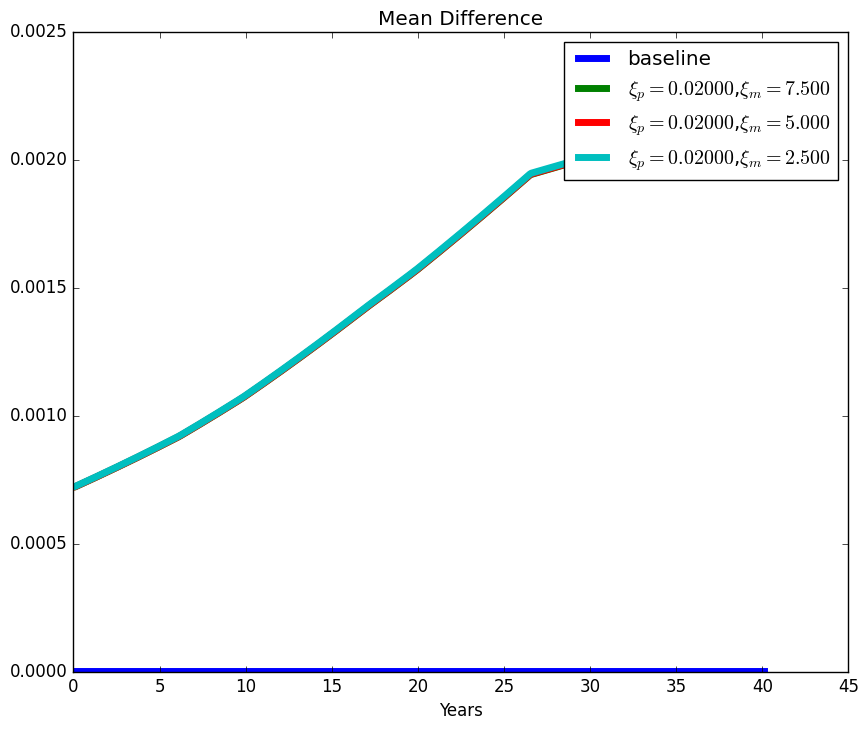 Mean Difference
0.0025
0.0020
0.0015
0.0010
0.0005
0.0000
baseline
ξₚ = 0.02000,ξₘ = 7.500
ξₚ = 0.02000,ξₘ = 5.000
ξₚ = 0.02000,ξₘ = 2.500
0 5 10 15 20 25 30 35 40 45
Years